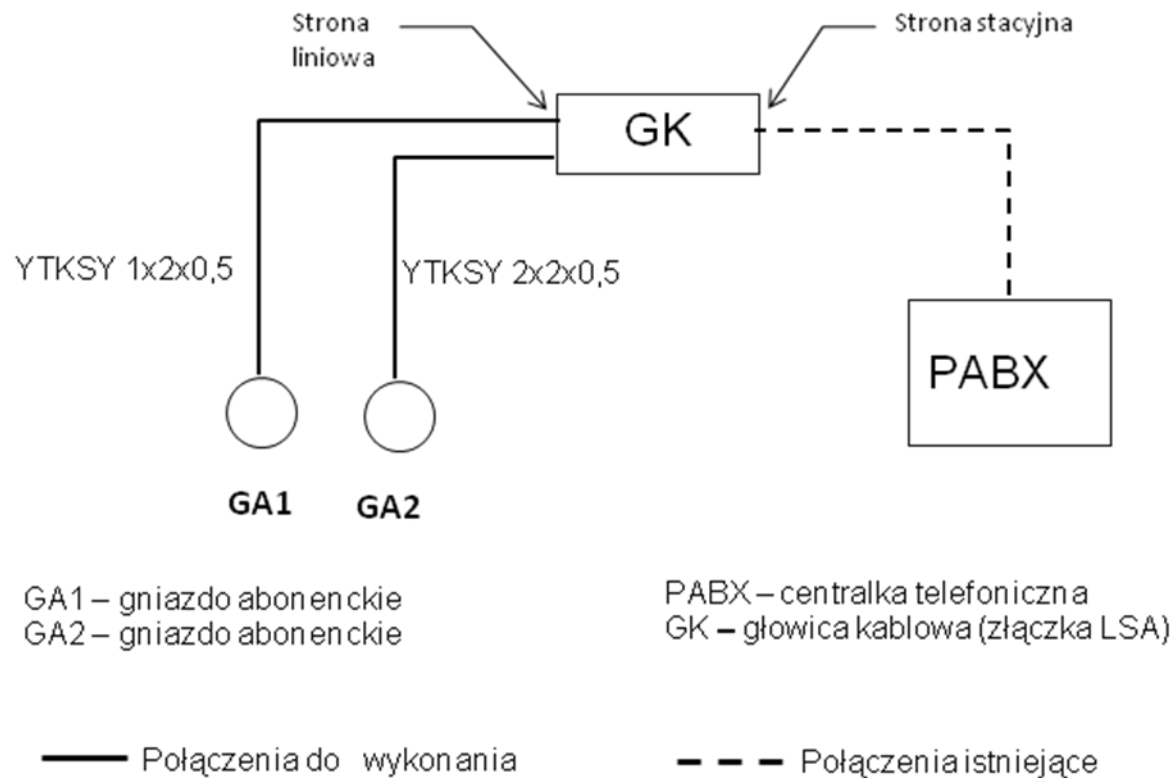 Strona
liniowa
Strona stacyjna
GK
YTKSY 1x2x0,5
YTKSY 2x2x0,5
PABX
GA1
GA2
GA1 – gniazdo abonenckie
GA2 – gniazdo abonenckie
PABX – centralka telefoniczna
GK – głowica kablowa (złączka LSA)
Połączenia do wykonania
Połączenia istniejące